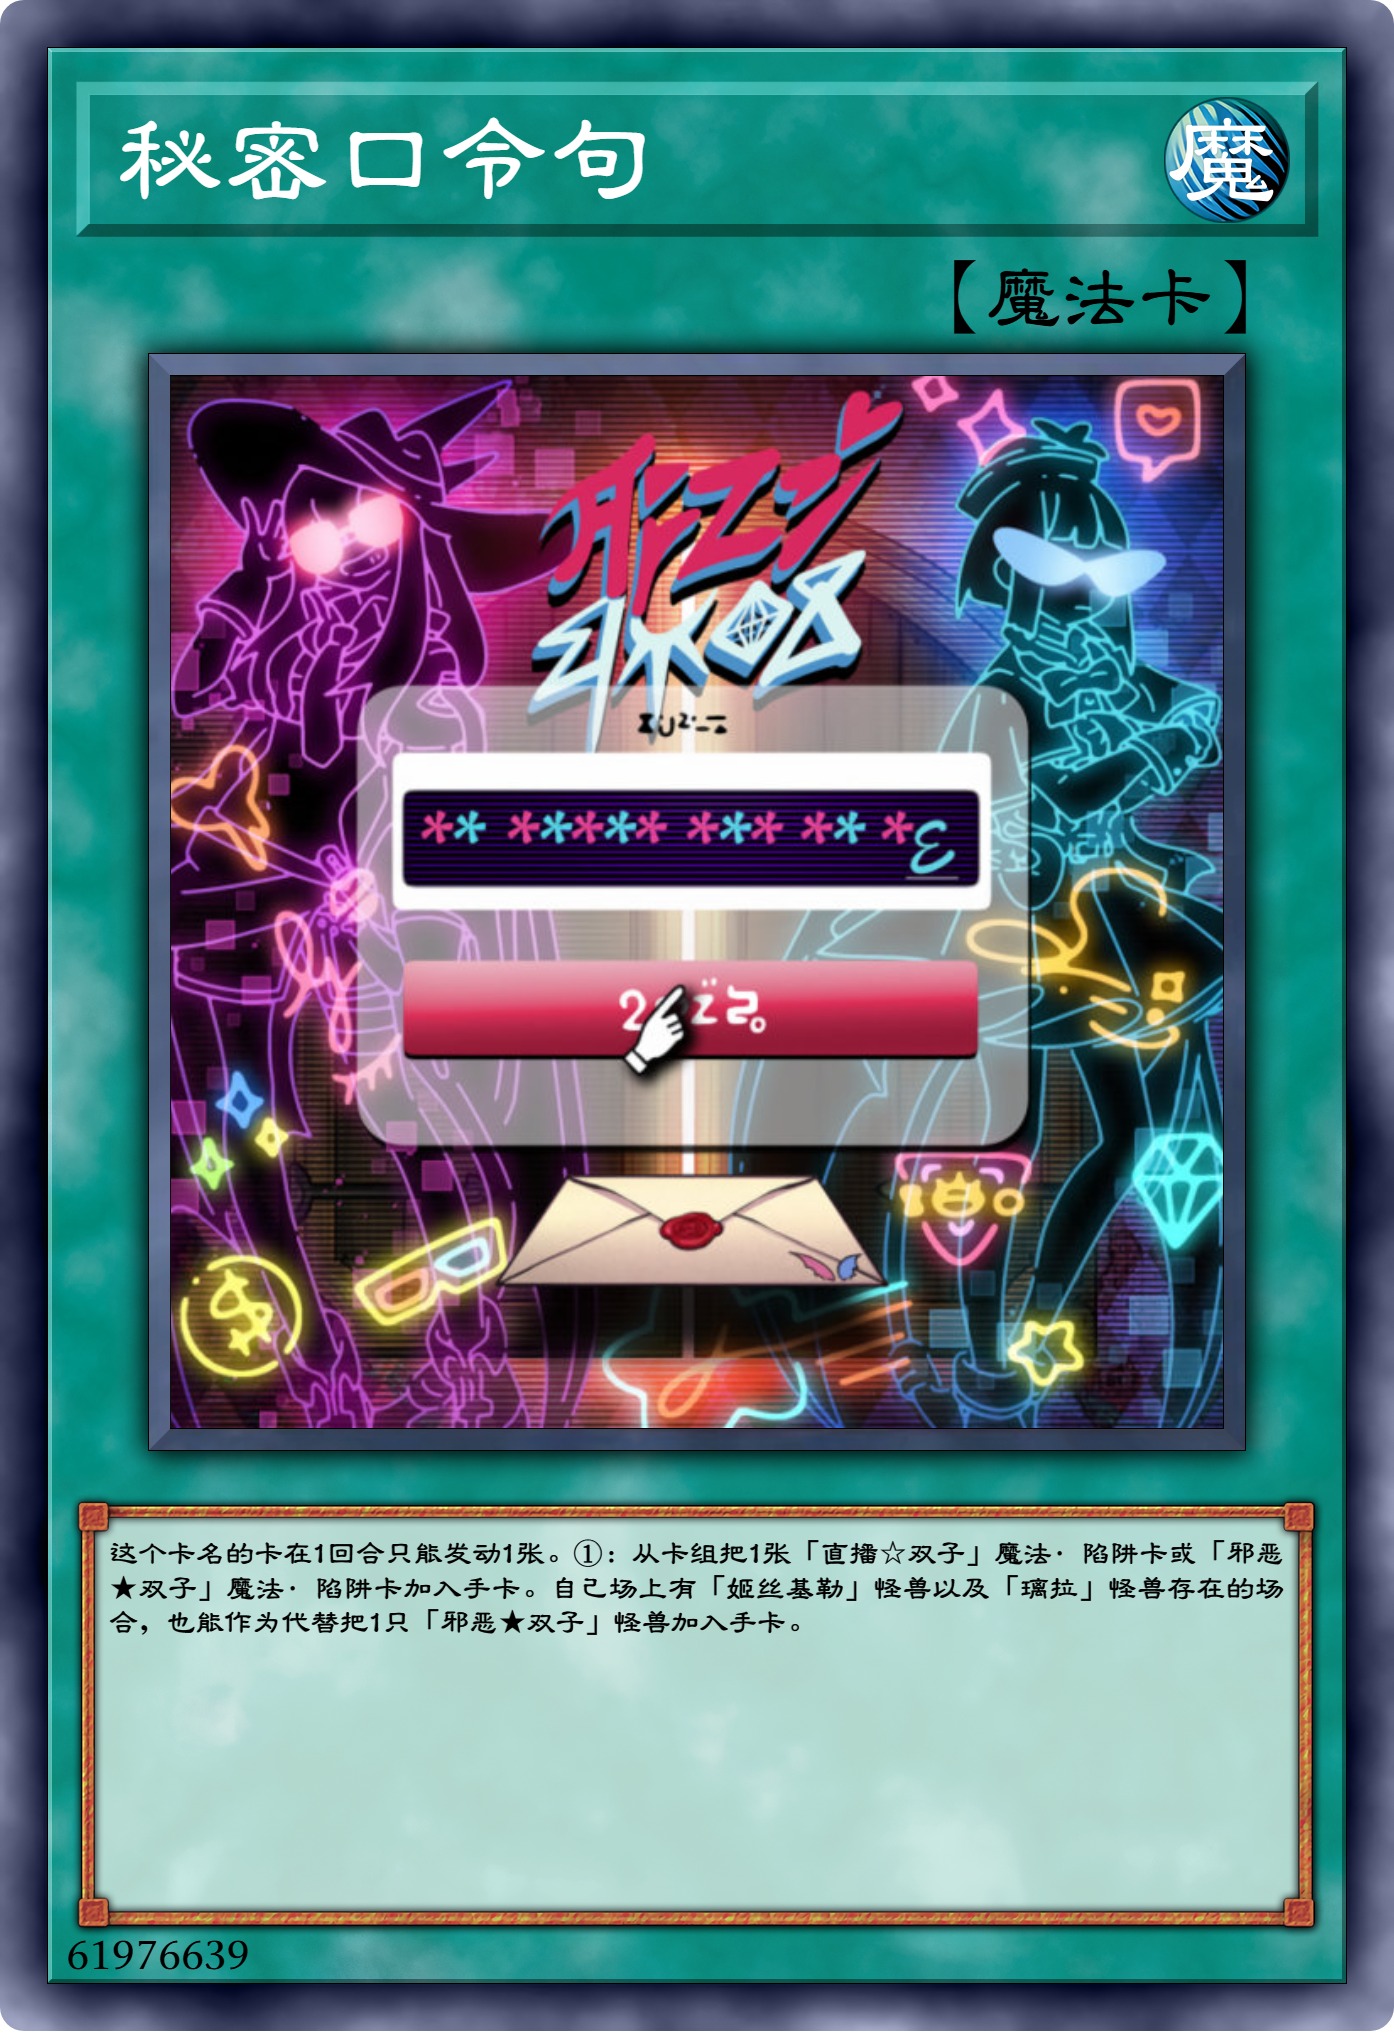 秘密口令句
魔
【魔法卡】
** ***** *** ** *
这个卡名的卡在1回合只能发动1张。①：从卡组把1张「直播☆双子」魔法·陷阱卡或「邪恶
★双子」魔法·陷阱卡加入手卡。自己场上有「姬丝基勒」怪兽以及「璃拉」怪兽存在的场
合，也能作为代替把1只「邪恶★双子」怪兽加入手卡。
61976639